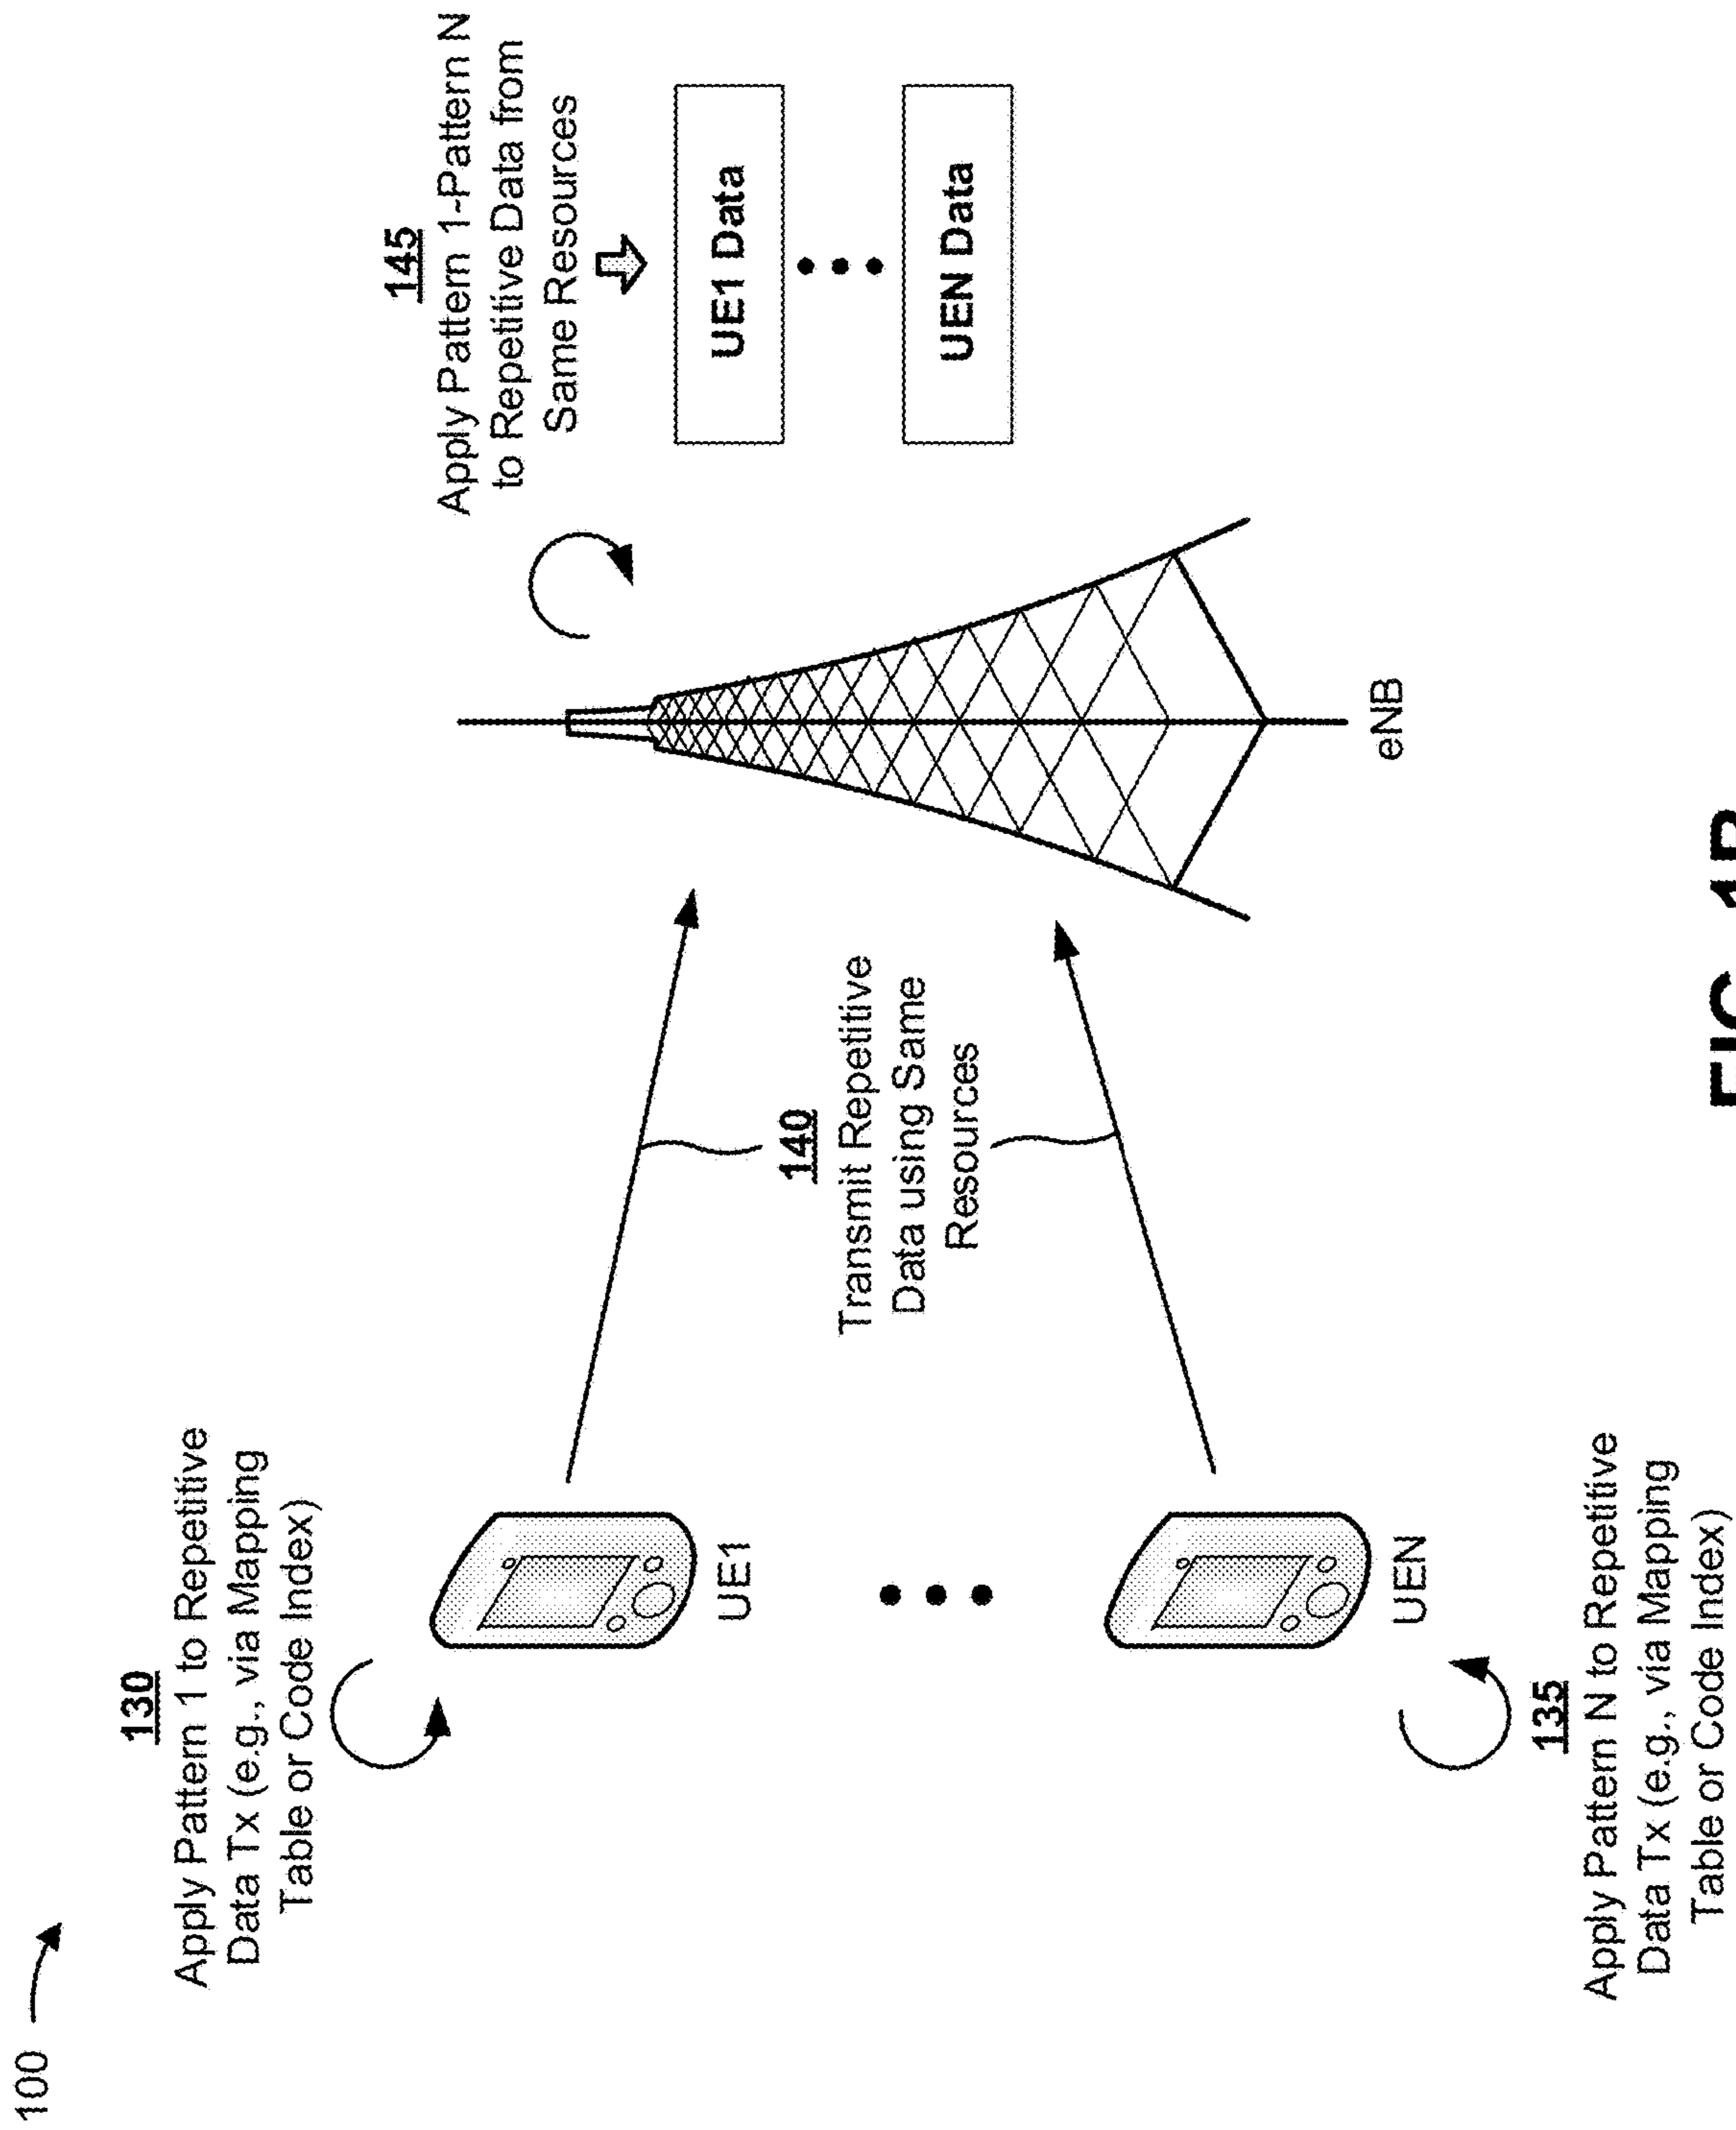 100
130
Apply Pattern 1 to Repetitive
Data Tx (e.g., via Mapping
Table or Code Index)
UE1
UEN
135
Apply Pattern N to Repetitive
Data Tx (e.g., via Mapping
Table or Code Index)
140
Transmit Repetitive
Data using Same
Resources
eNB
145
Apply Pattern 1-Pattern N
to Repetitive Data from
Same Resources
UE1 Data
UEN Data
FIG. 1B